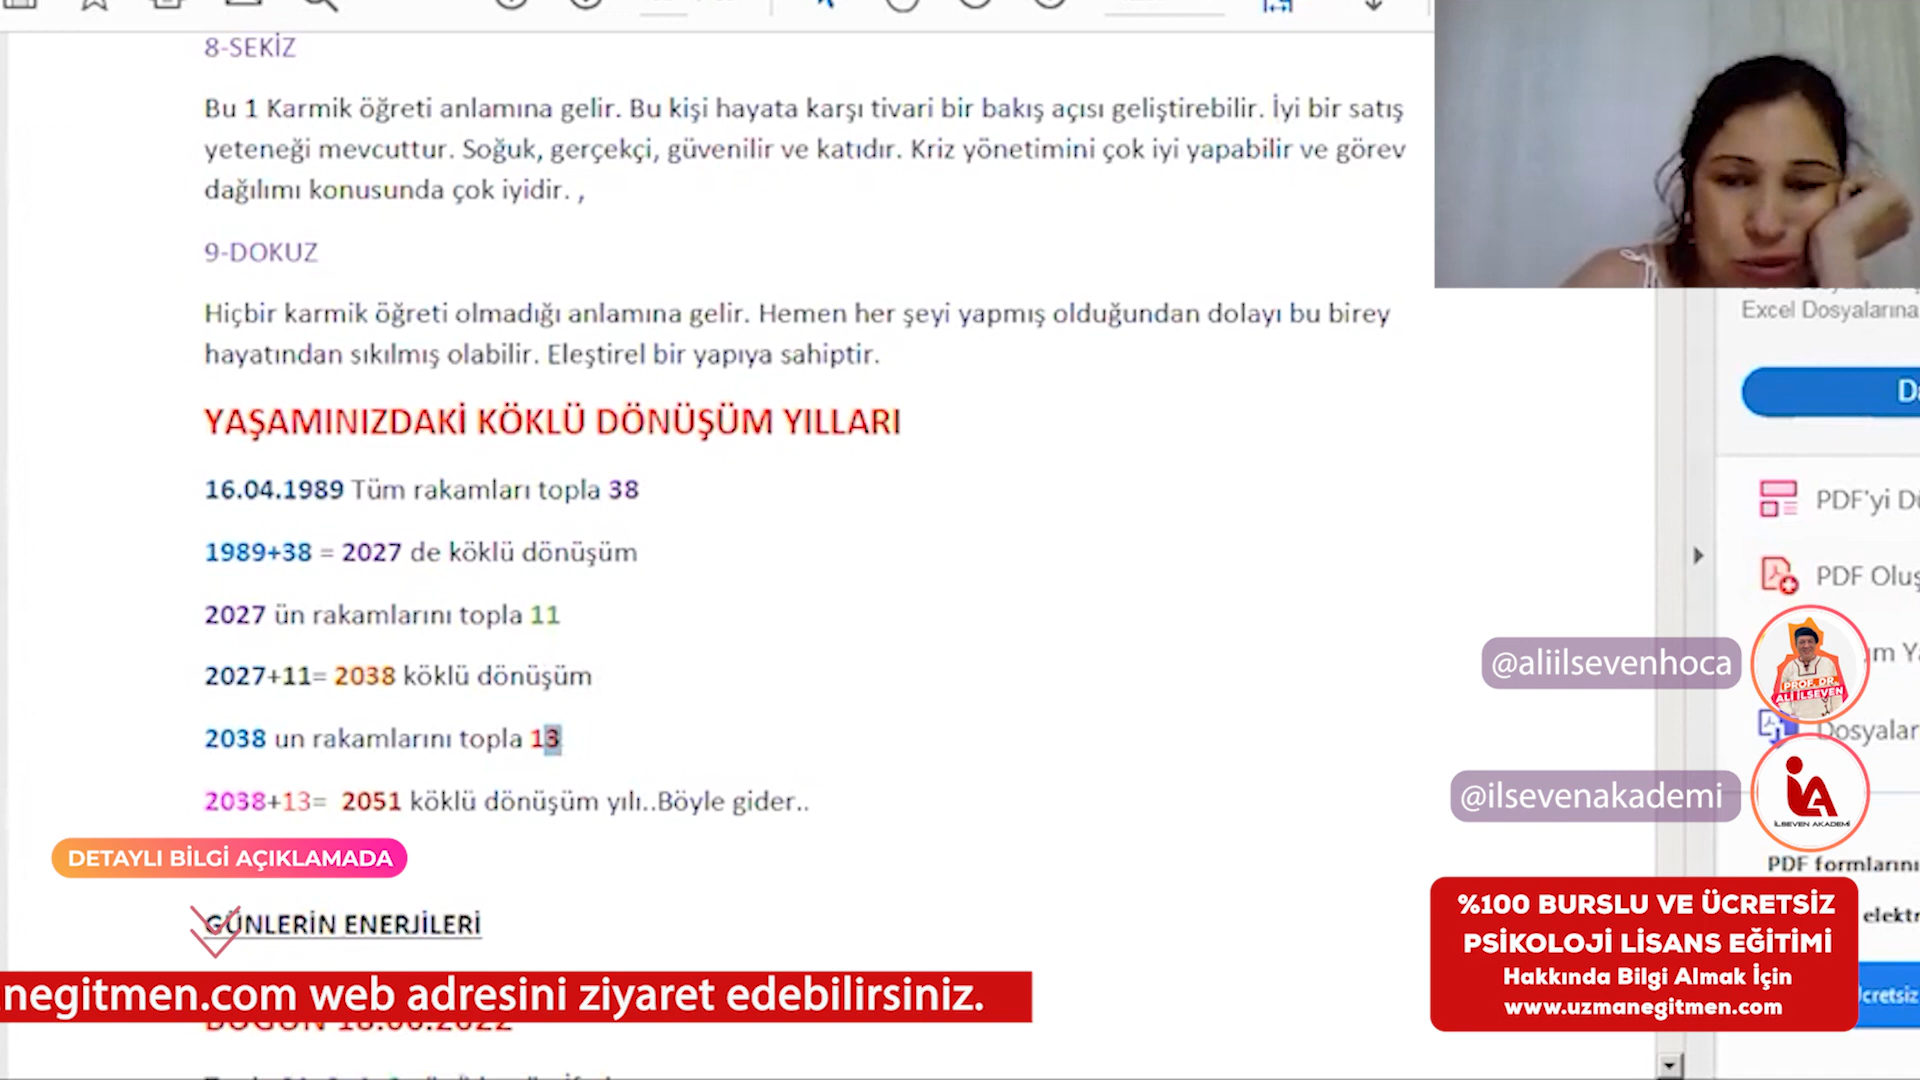 8-SEKİZ
Bu 1 Karmik öğreti anlamına gelir. Bu kişi hayata karşı tivari bir bakış açısı geliştirebilir. İyi bir satış
yeteneği mevcuttur. Soğuk, gerçekçi, güvenilir ve katıdır. Kriz yönetimini çok iyi yapabilir ve görev
dağılımı konusunda çok iyidir. ,
9-DOKUZ
Hiçbir karmik öğreti olmadığı anlamına gelir. Hemen her şeyi yapmış olduğundan dolayı bu birey
hayatından sıkılmış olabilir. Eleştirel bir yapıya sahiptir.
YAŞAMINIZDAKİ KÖKLÜ DÖNÜŞÜM YILLARI
16.04.1989 Tüm rakamları topla 38
1989+38 = 2027 de köklü dönüşüm
2027 ün rakamlarını topla 11
2027+11= 2038 köklü dönüşüm
2038 un rakamlarını topla 13
2038+13= 2051 köklü dönüşüm yılı..Böyle gider..
DETAYLI BİLGİ AÇIKLAMADA
GÜNLERİN ENERJİLERİ
negitmen.com web adresini ziyaret edebilirsiniz.
Excel Dosyalarına
PDF'yi Dü
PDF Oluş
@aliilsevenhoca
PROF. DR.
ALİ İLSEVEN
Dosyalar
@ilsevenakademi
İLSEVEN AKADEMİ
PDF formlarını
elektr
%100 BURSLU VE ÜCRETSİZ
PSİKOLOJİ LİSANS EĞİTİMİ
Hakkında Bilgi Almak İçin
www.uzmanegitmen.com